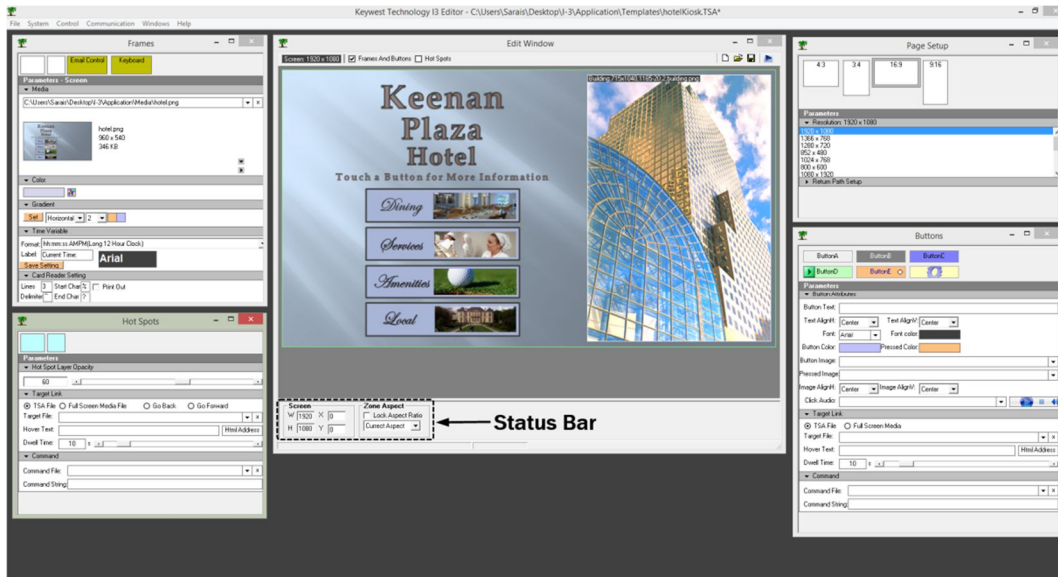 Keywest Technology I3 Editor - C:\Users\Sarais\Desktop\I-3\Application\Templates\hotelKiosk.TSA*
File System Control Communication Windows Help
Frames
Email Control Keyboard
Parameters - Screen
Media
C:\Users\Sarais\Desktop\I-3\Application\Media\hotel.png
hotel.png
960 x 540
346 KB
Color
Gradient
Set Horizontal 2
Time Variable
Format: hh:mm:ss AMPM(Long 12 Hour Clock)
Label: Current Time: Arial
Save Setting
Card Reader Setting
Lines 3 Start Char % Print Out
Delimiter ^ End Char ?
Hot Spots
Parameters
Hot Spot Layer Opacity
60
Target Link
TSA File Full Screen Media File Go Back Go Forward
Target File:
Hover Text: Html Address
Dwell Time: 10 s
Command
Command File:
Command String:
Edit Window
Screen: 1920 x 1080 Frames And Buttons Hot Spots
Keenan
Plaza
Hotel
Touch a Button for More Information
Dining
Services
Amenities
Local
Screen
W 1920 X 0
H 1080 Y 0
Zone Aspect
Lock Aspect Ratio
Currect Aspect
Status Bar
Page Setup
4:3 3:4 16:9 9:16
Parameters
Resolution: 1920 x 1080
1920 x 1080
1366 x 768
1280 x 720
852 x 480
1024 x 768
800 x 600
1080 x 1920
Return Path Setup
Buttons
ButtonA ButtonB ButtonC
ButtonD ButtonE
Parameters
Button Attributes
Button Text:
Text AlignH: Center Text AlignV: Center
Font: Arial Font color:
Button Color: Pressed Color:
Button Image:
Pressed Image:
Image AlignH: Center Image AlignV: Center
Click Audio:
Target Link
TSA File Full Screen Media
Target File:
Hover Text: Html Address
Dwell Time: 10 s
Command
Command File:
Command String: